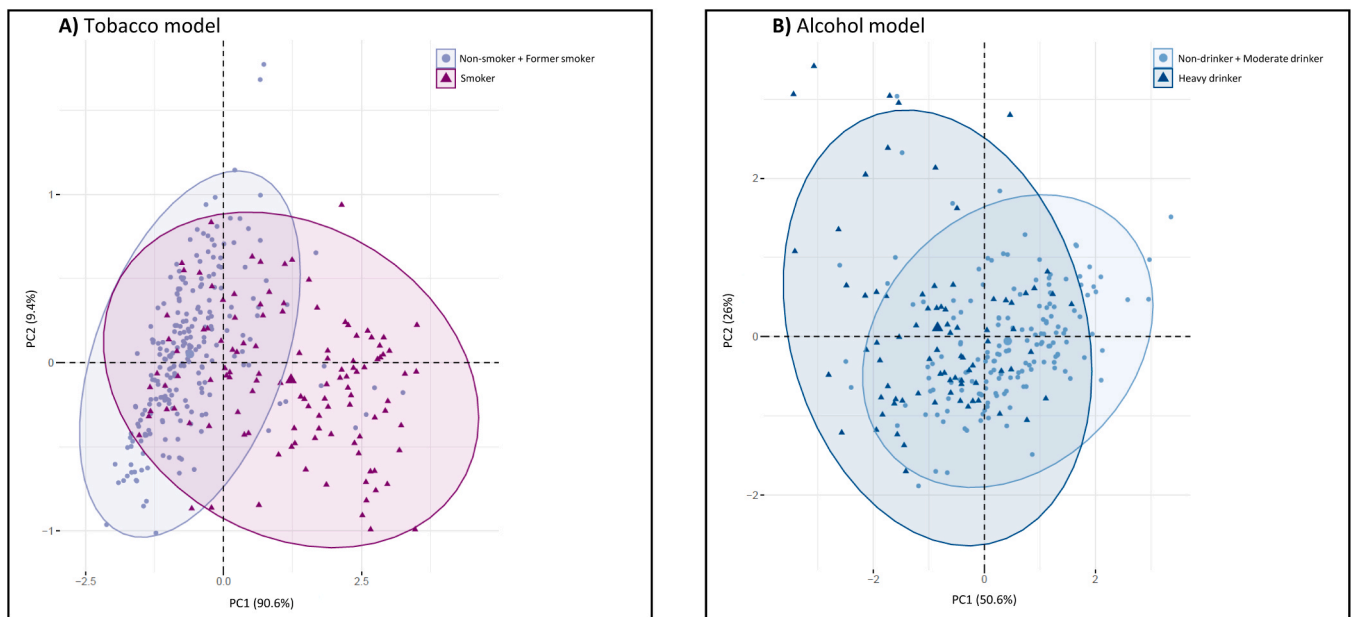 A) Tobacco model
Non-smoker + Former smoker
Smoker
PC2 (9.4%)
1
0
−1
−2.5
0.0
2.5
PC1 (90.6%)
B) Alcohol model
Non-drinker + Moderate drinker
Heavy drinker
PC2 (26%)
2
0
−2
−2
0
2
PC1 (50.6%)